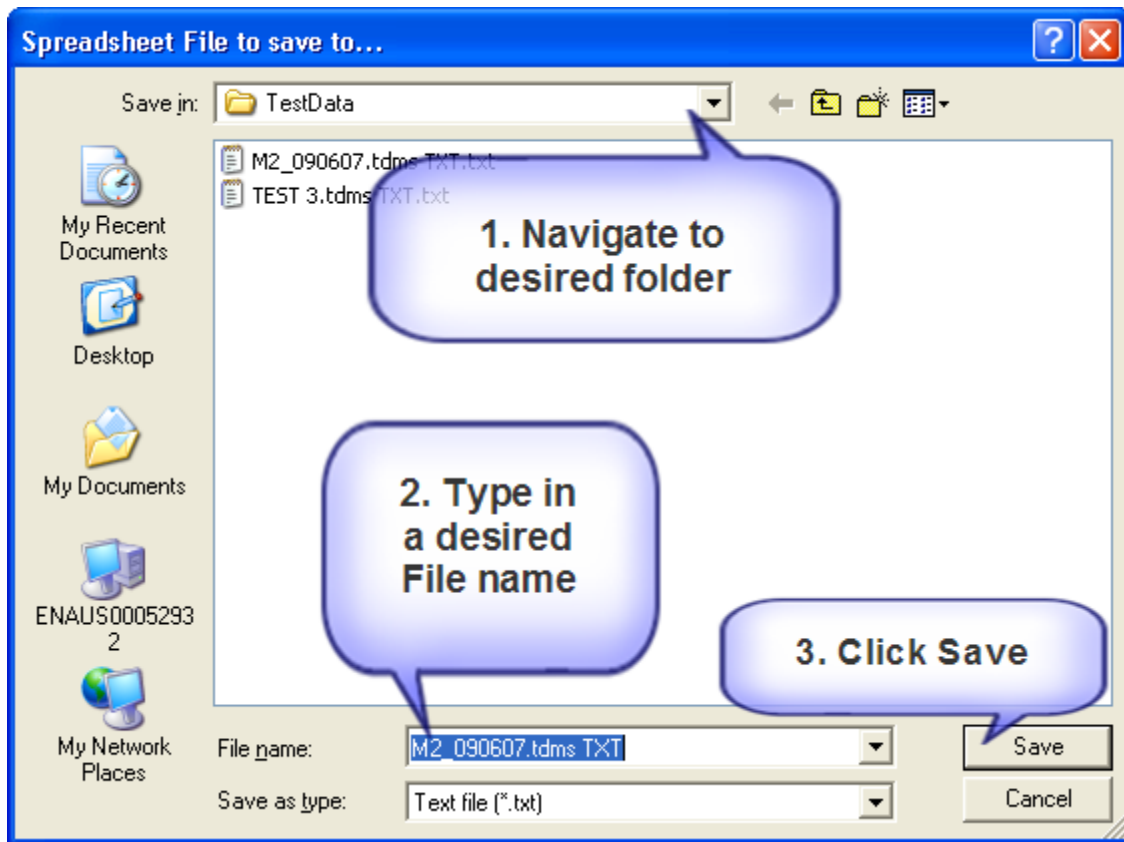 Spreadsheet File to save to...
Save in:
TestData
M2_090607.tdms TXT.txt
TEST 3.tdms TXT.txt
1. Navigate to
desired folder
My Recent
Documents
Desktop
My Documents
ENAUS0005293
2
My Network
Places
2. Type in
a desired
File name
3. Click Save
File name:
M2_090607.tdms TXT
Save
Save as type:
Text file (*.txt)
Cancel